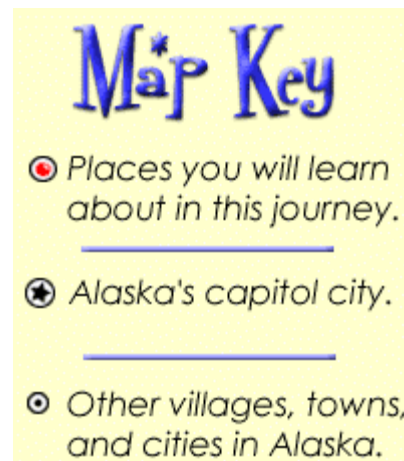 Map Key
Places you will learn
about in this journey.
Alaska's capitol city.
Other villages, towns,
and cities in Alaska.